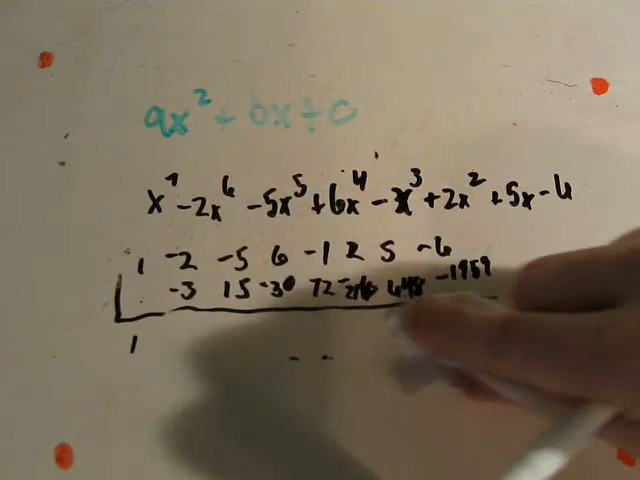 ax² + bx + c
x⁷ - 2x⁶ - 5x⁵ + 6x⁴ - x³ + 2x² + 5x - 6
1 -2 -5 6 -1 2 5 -6
-3 15 -30 72 -216 648 -1959
1